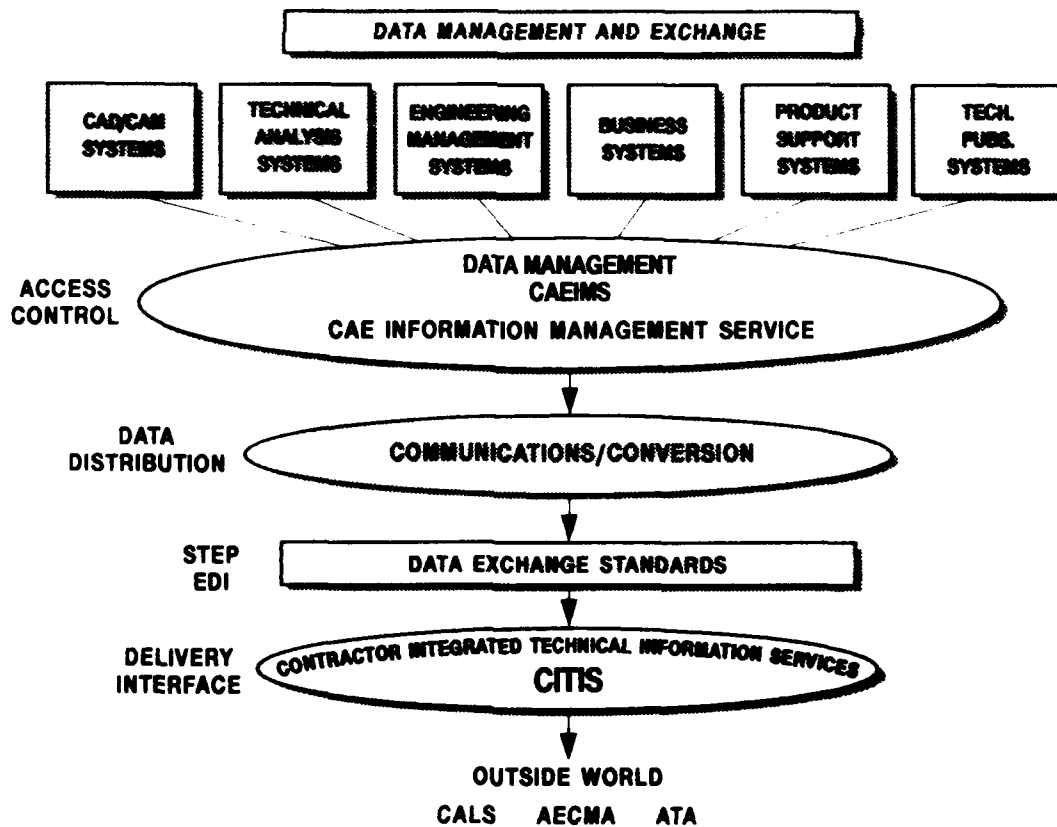 DATA MANAGEMENT AND EXCHANGE
CAD/CAM
SYSTEMS
TECHNICAL
ANALYSIS
SYSTEMS
ENGINEERING
MANAGEMENT
SYSTEMS
BUSINESS
SYSTEMS
PRODUCT
SUPPORT
SYSTEMS
TECH.
PUBS.
SYSTEMS
ACCESS
CONTROL
DATA MANAGEMENT
CAEIMS
CAE INFORMATION MANAGEMENT SERVICE
DATA
DISTRIBUTION
COMMUNICATIONS/CONVERSION
STEP
EDI
DATA EXCHANGE STANDARDS
DELIVERY
INTERFACE
CONTRACTOR INTEGRATED TECHNICAL INFORMATION SERVICES
CITIS
OUTSIDE WORLD
CALS AECMA ATA